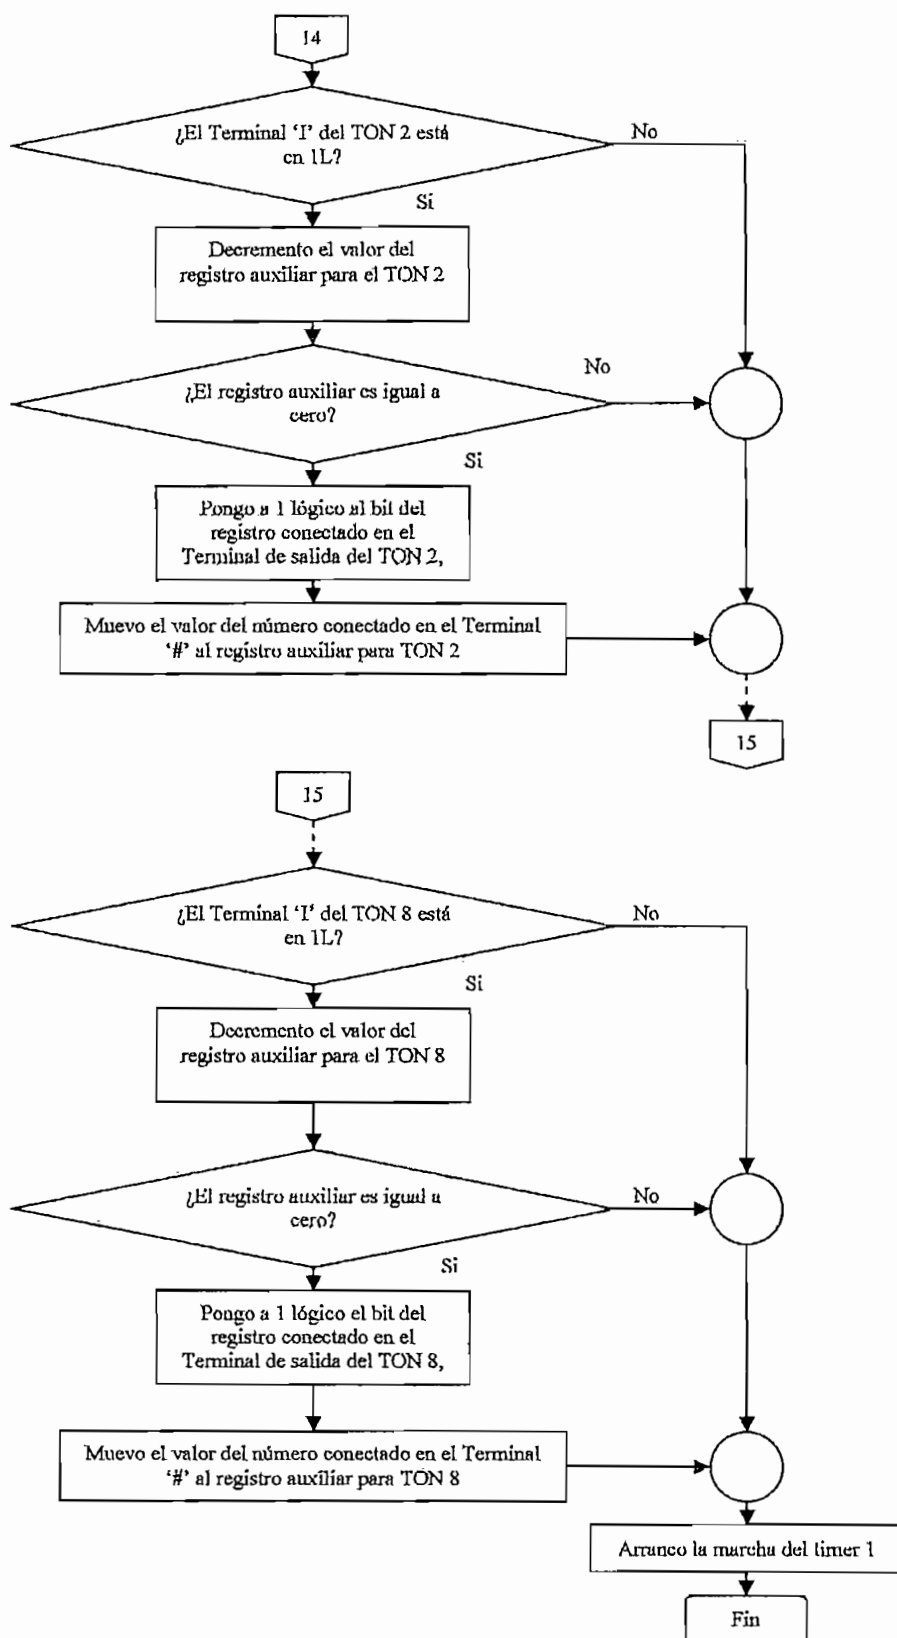 14
¿El Terminal ‘I’ del TON 2 está
en 1L?
No
Si
Decremento el valor del
registro auxiliar para el TON 2
¿El registro auxiliar es igual a
cero?
No
Si
Pongo a 1 lógico al bit del
registro conectado en el
Terminal de salida del TON 2,
Muevo el valor del número conectado en el Terminal
‘#’ al registro auxiliar para TON 2
15
15
¿El Terminal ‘I’ del TON 8 está
en 1L?
No
Si
Decremento el valor del
registro auxiliar para el TON 8
¿El registro auxiliar es igual a
cero?
No
Si
Pongo a 1 lógico el bit del
registro conectado en el
Terminal de salida del TON 8,
Muevo el valor del número conectado en el Terminal
‘#’ al registro auxiliar para TON 8
Arranco la marcha del timer 1
Fin